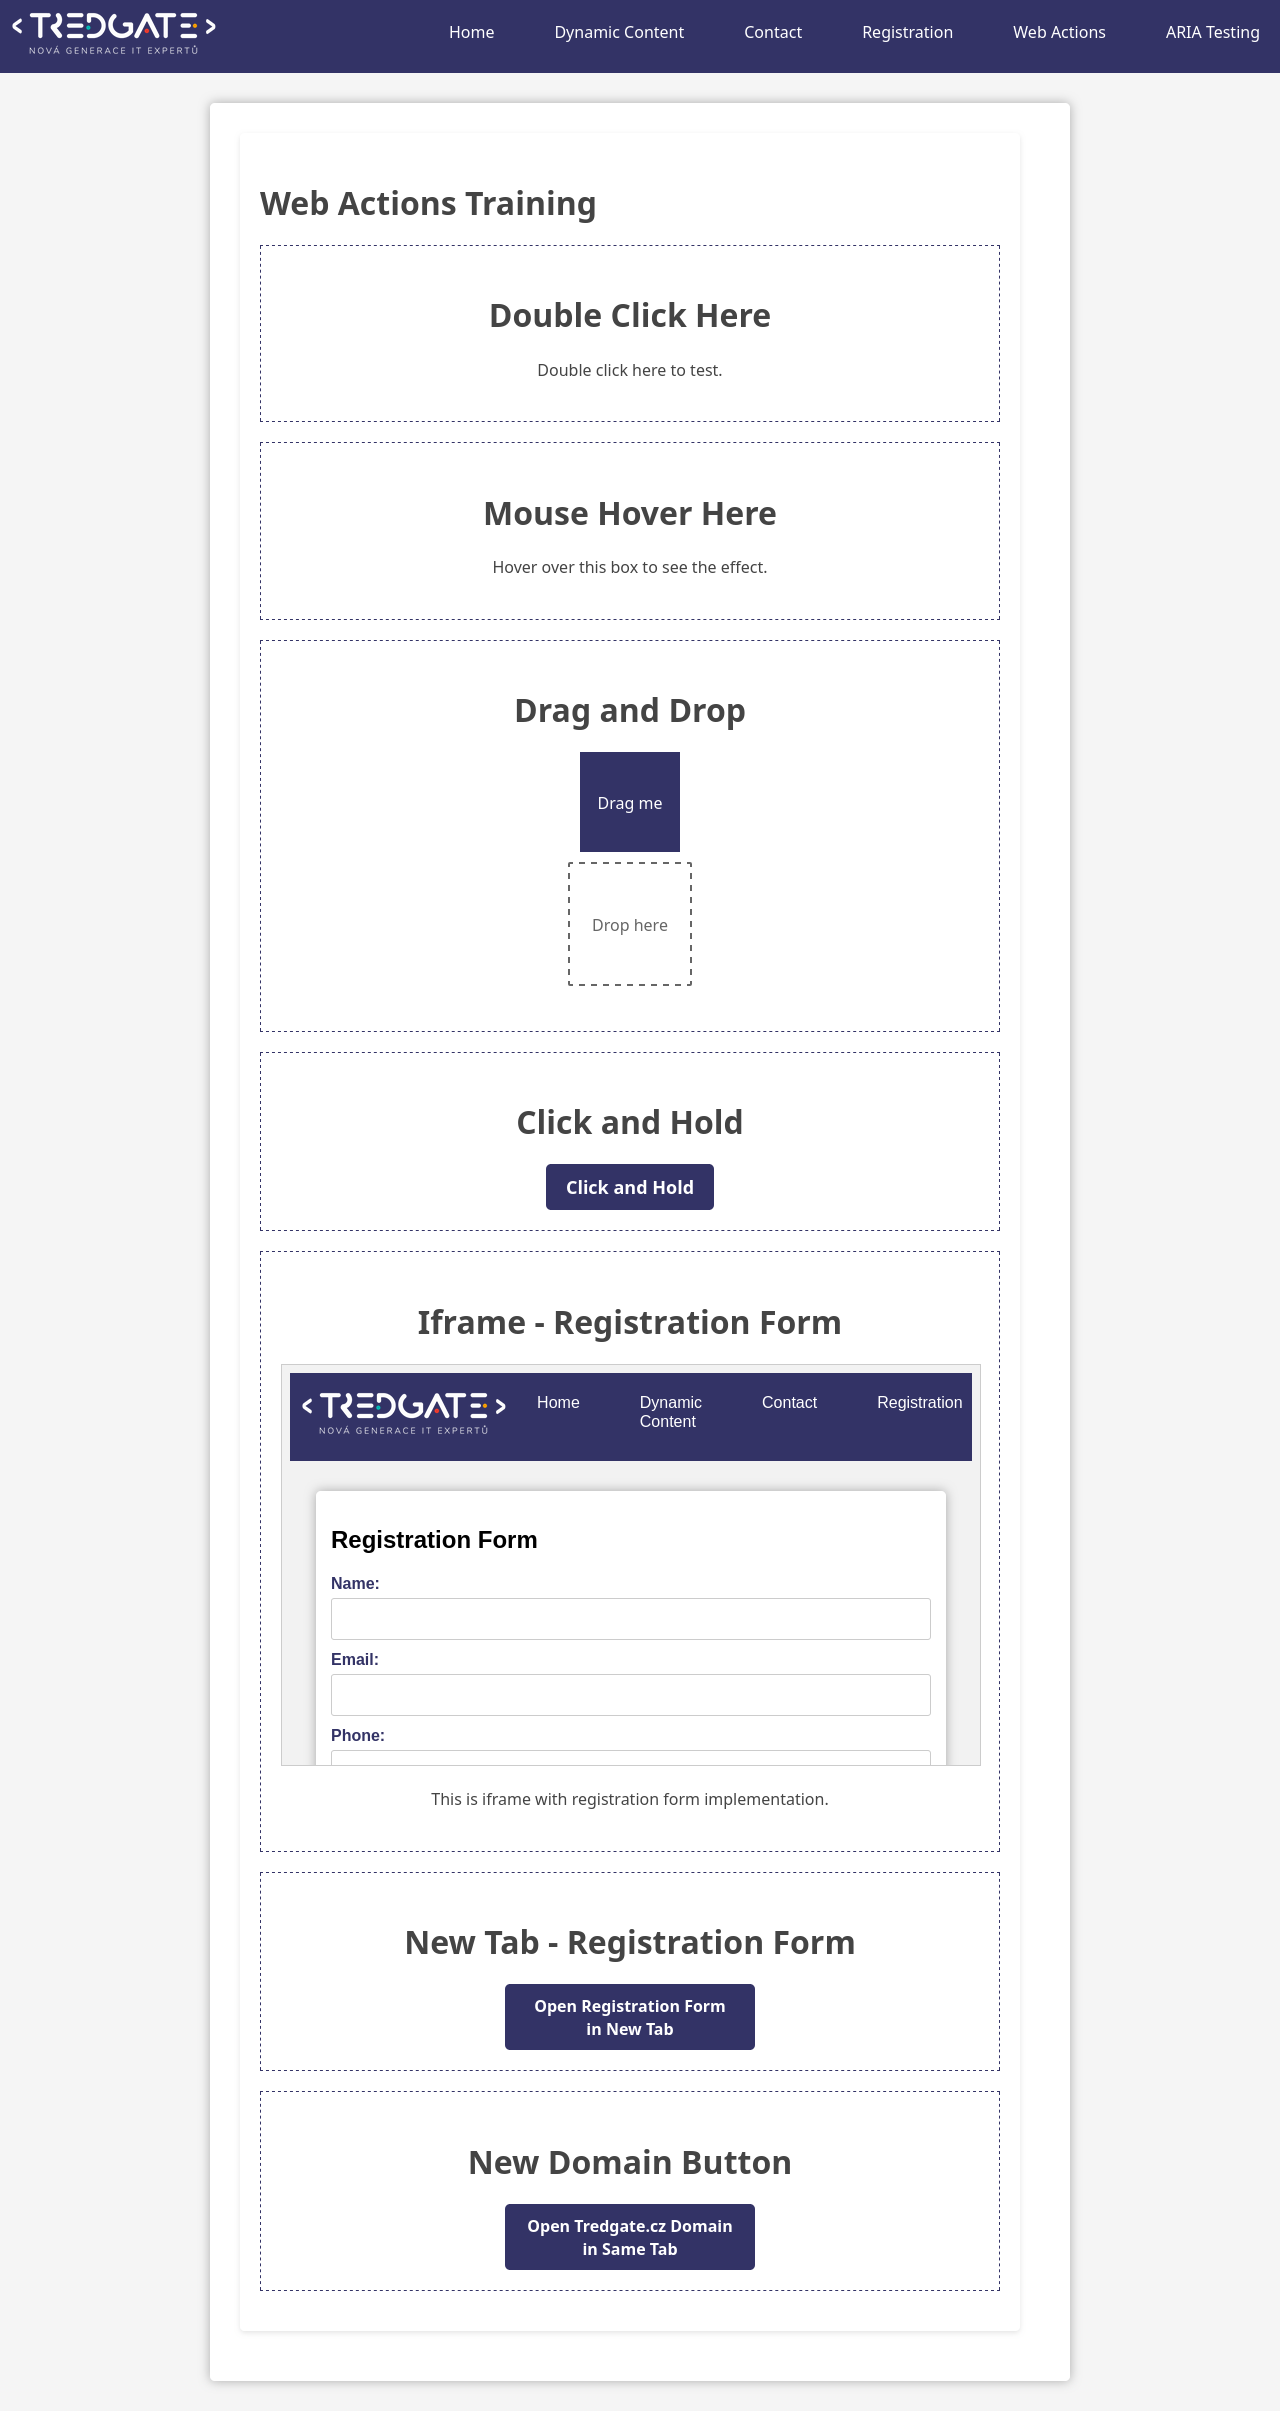 < TREDGATE >
NOVÁ GENERACE IT EXPERTŮ
Home Dynamic Content Contact Registration Web Actions ARIA Testing
Web Actions Training
Double Click Here
Double click here to test.
Mouse Hover Here
Hover over this box to see the effect.
Drag and Drop
Drag me
Drop here
Click and Hold
Click and Hold
Iframe - Registration Form
< TREDGATE >
NOVÁ GENERACE IT EXPERTŮ
Home Dynamic Contact Registration
Content
Registration Form
Name:
Email:
Phone:
This is iframe with registration form implementation.
New Tab - Registration Form
Open Registration Form
in New Tab
New Domain Button
Open Tredgate.cz Domain
in Same Tab